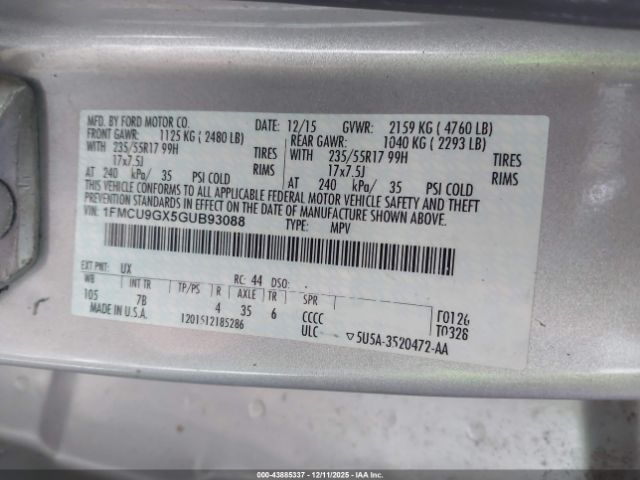 MFD. BY FORD MOTOR CO. DATE: 12/15 GVWR: 2159 KG ( 4760 LB)
FRONT GAWR: 1125 KG ( 2480 LB) REAR GAWR: 1040 KG ( 2293 LB)
WITH 235/55R17 99H TIRES WITH 235/55R17 99H TIRES
17x7.5J RIMS 17x7.5J RIMS
AT 240 kPa/ 35 PSI COLD AT 240 kPa/ 35 PSI COLD
THIS VEHICLE CONFORMS TO ALL APPLICABLE FEDERAL MOTOR VEHICLE SAFETY AND THEFT
PREVENTION STANDARDS IN EFFECT ON THE DATE OF MANUFACTURE SHOWN ABOVE.
VIN: 1FMCU9GX5GUB93088 TYPE: MPV
EXT PNT: UX RC: 44 DSO:
WB INT TR TP/PS R AXLE TR SPR
105 7B 4 35 6 CCCC F0126
MADE IN U.S.A. 1201512185286 ULC T0326
▽5U5A-3520472-AA
000-43885337 - 12/11/2025 - IAA Inc.